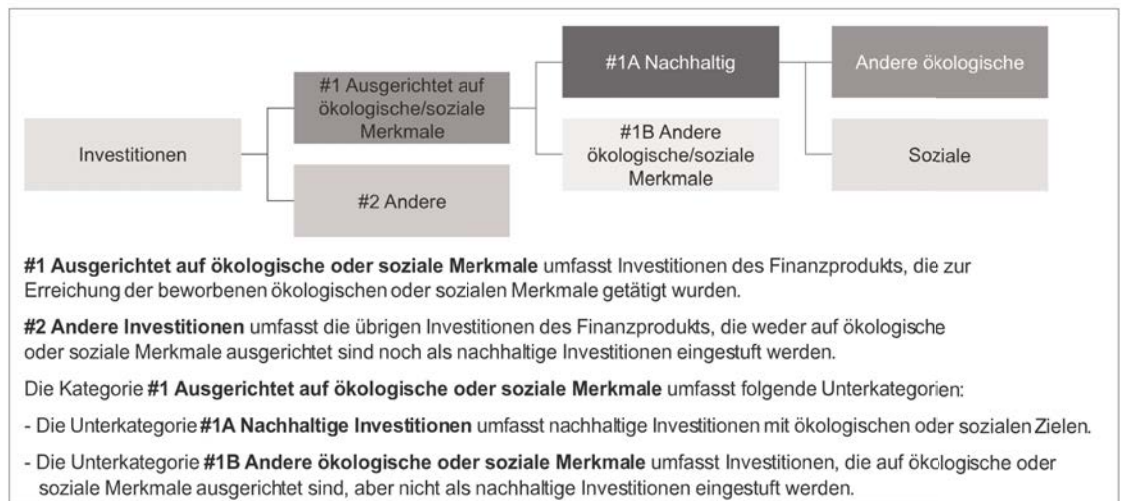 #1A Nachhaltig
Andere ökologische
#1 Ausgerichtet auf
ökologische/soziale
Merkmale
Investitionen
#1B Andere
ökologische/soziale
Merkmale
Soziale
#2 Andere
#1 Ausgerichtet auf ökologische oder soziale Merkmale umfasst Investitionen des Finanzprodukts, die zur
Erreichung der beworbenen ökologischen oder sozialen Merkmale getätigt wurden.
#2 Andere Investitionen umfasst die übrigen Investitionen des Finanzprodukts, die weder auf ökologische
oder soziale Merkmale ausgerichtet sind noch als nachhaltige Investitionen eingestuft werden.
Die Kategorie #1 Ausgerichtet auf ökologische oder soziale Merkmale umfasst folgende Unterkategorien:
- Die Unterkategorie #1A Nachhaltige Investitionen umfasst nachhaltige Investitionen mit ökologischen oder sozialen Zielen.
- Die Unterkategorie #1B Andere ökologische oder soziale Merkmale umfasst Investitionen, die auf ökologische oder
soziale Merkmale ausgerichtet sind, aber nicht als nachhaltige Investitionen eingestuft werden.